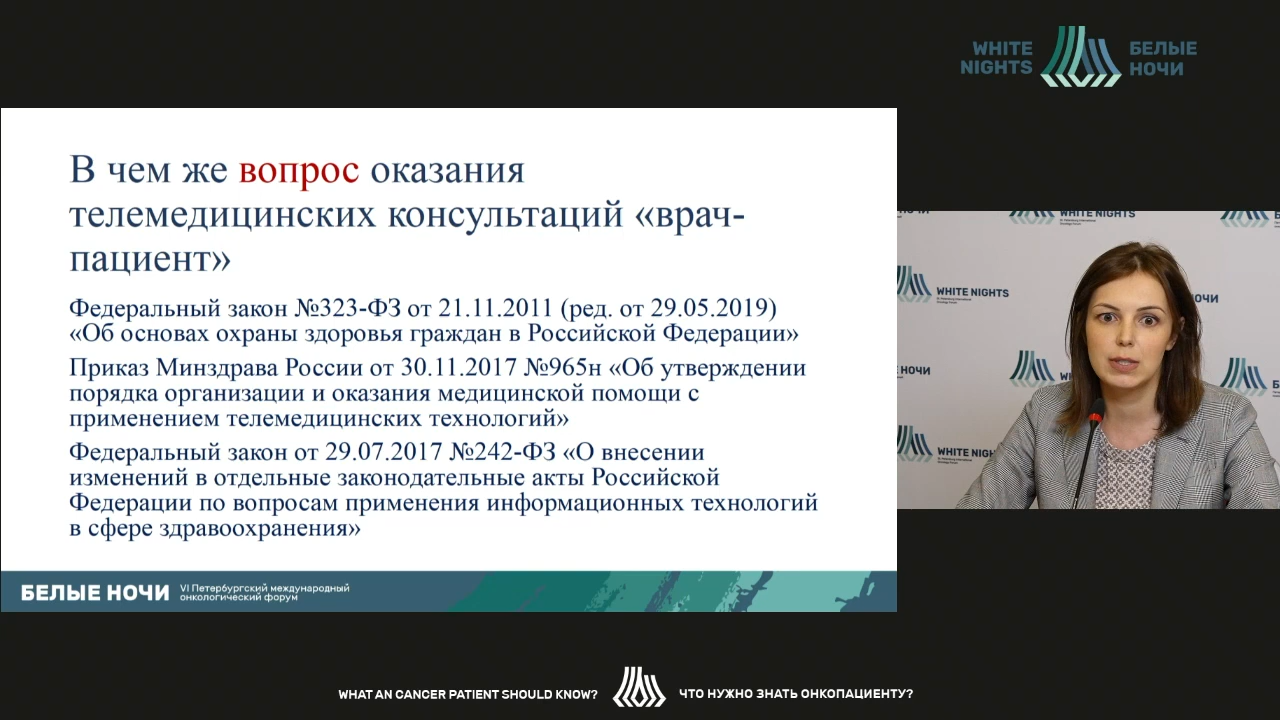 WHITE
NIGHTS
БЕЛЫЕ
НОЧИ
В чем же вопрос оказания
телемедицинских консультаций «врач-
пациент»
Федеральный закон №323-ФЗ от 21.11.2011 (ред. от 29.05.2019)
«Об основах охраны здоровья граждан в Российской Федерации»
Приказ Минздрава России от 30.11.2017 №965н «Об утверждении
порядка организации и оказания медицинской помощи с
применением телемедицинских технологий»
Федеральный закон от 29.07.2017 №242-ФЗ «О внесении
изменений в отдельные законодательные акты Российской
Федерации по вопросам применения информационных технологий
в сфере здравоохранения»
БЕЛЫЕ НОЧИ
VI Петербургский международный
онкологический форум
WHITE NIGHTS
WHITE NIGHTS
НОЧИ
WHITE NIGH
WHAT AN CANCER PATIENT SHOULD KNOW?
ЧТО НУЖНО ЗНАТЬ ОНКОПАЦИЕНТУ?